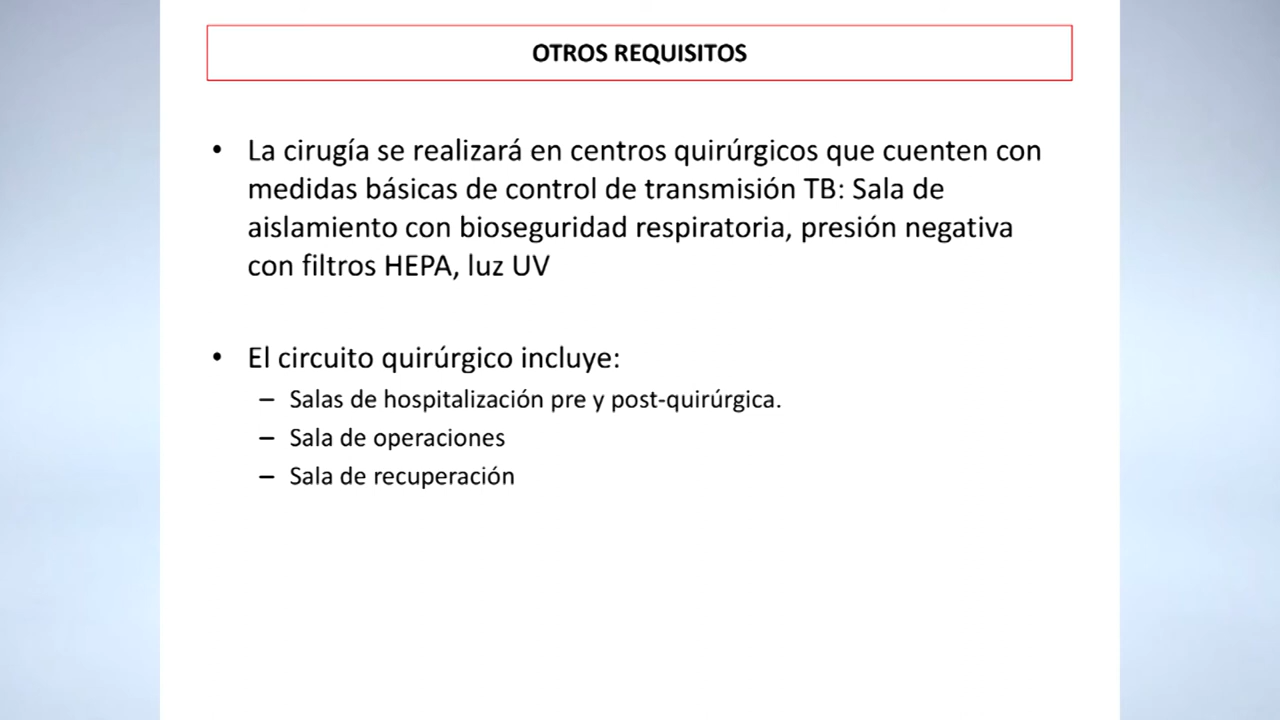 OTROS REQUISITOS
• La cirugía se realizará en centros quirúrgicos que cuenten con
medidas básicas de control de transmisión TB: Sala de
aislamiento con bioseguridad respiratoria, presión negativa
con filtros HEPA, luz UV
• El circuito quirúrgico incluye:
– Salas de hospitalización pre y post-quirúrgica.
– Sala de operaciones
– Sala de recuperación